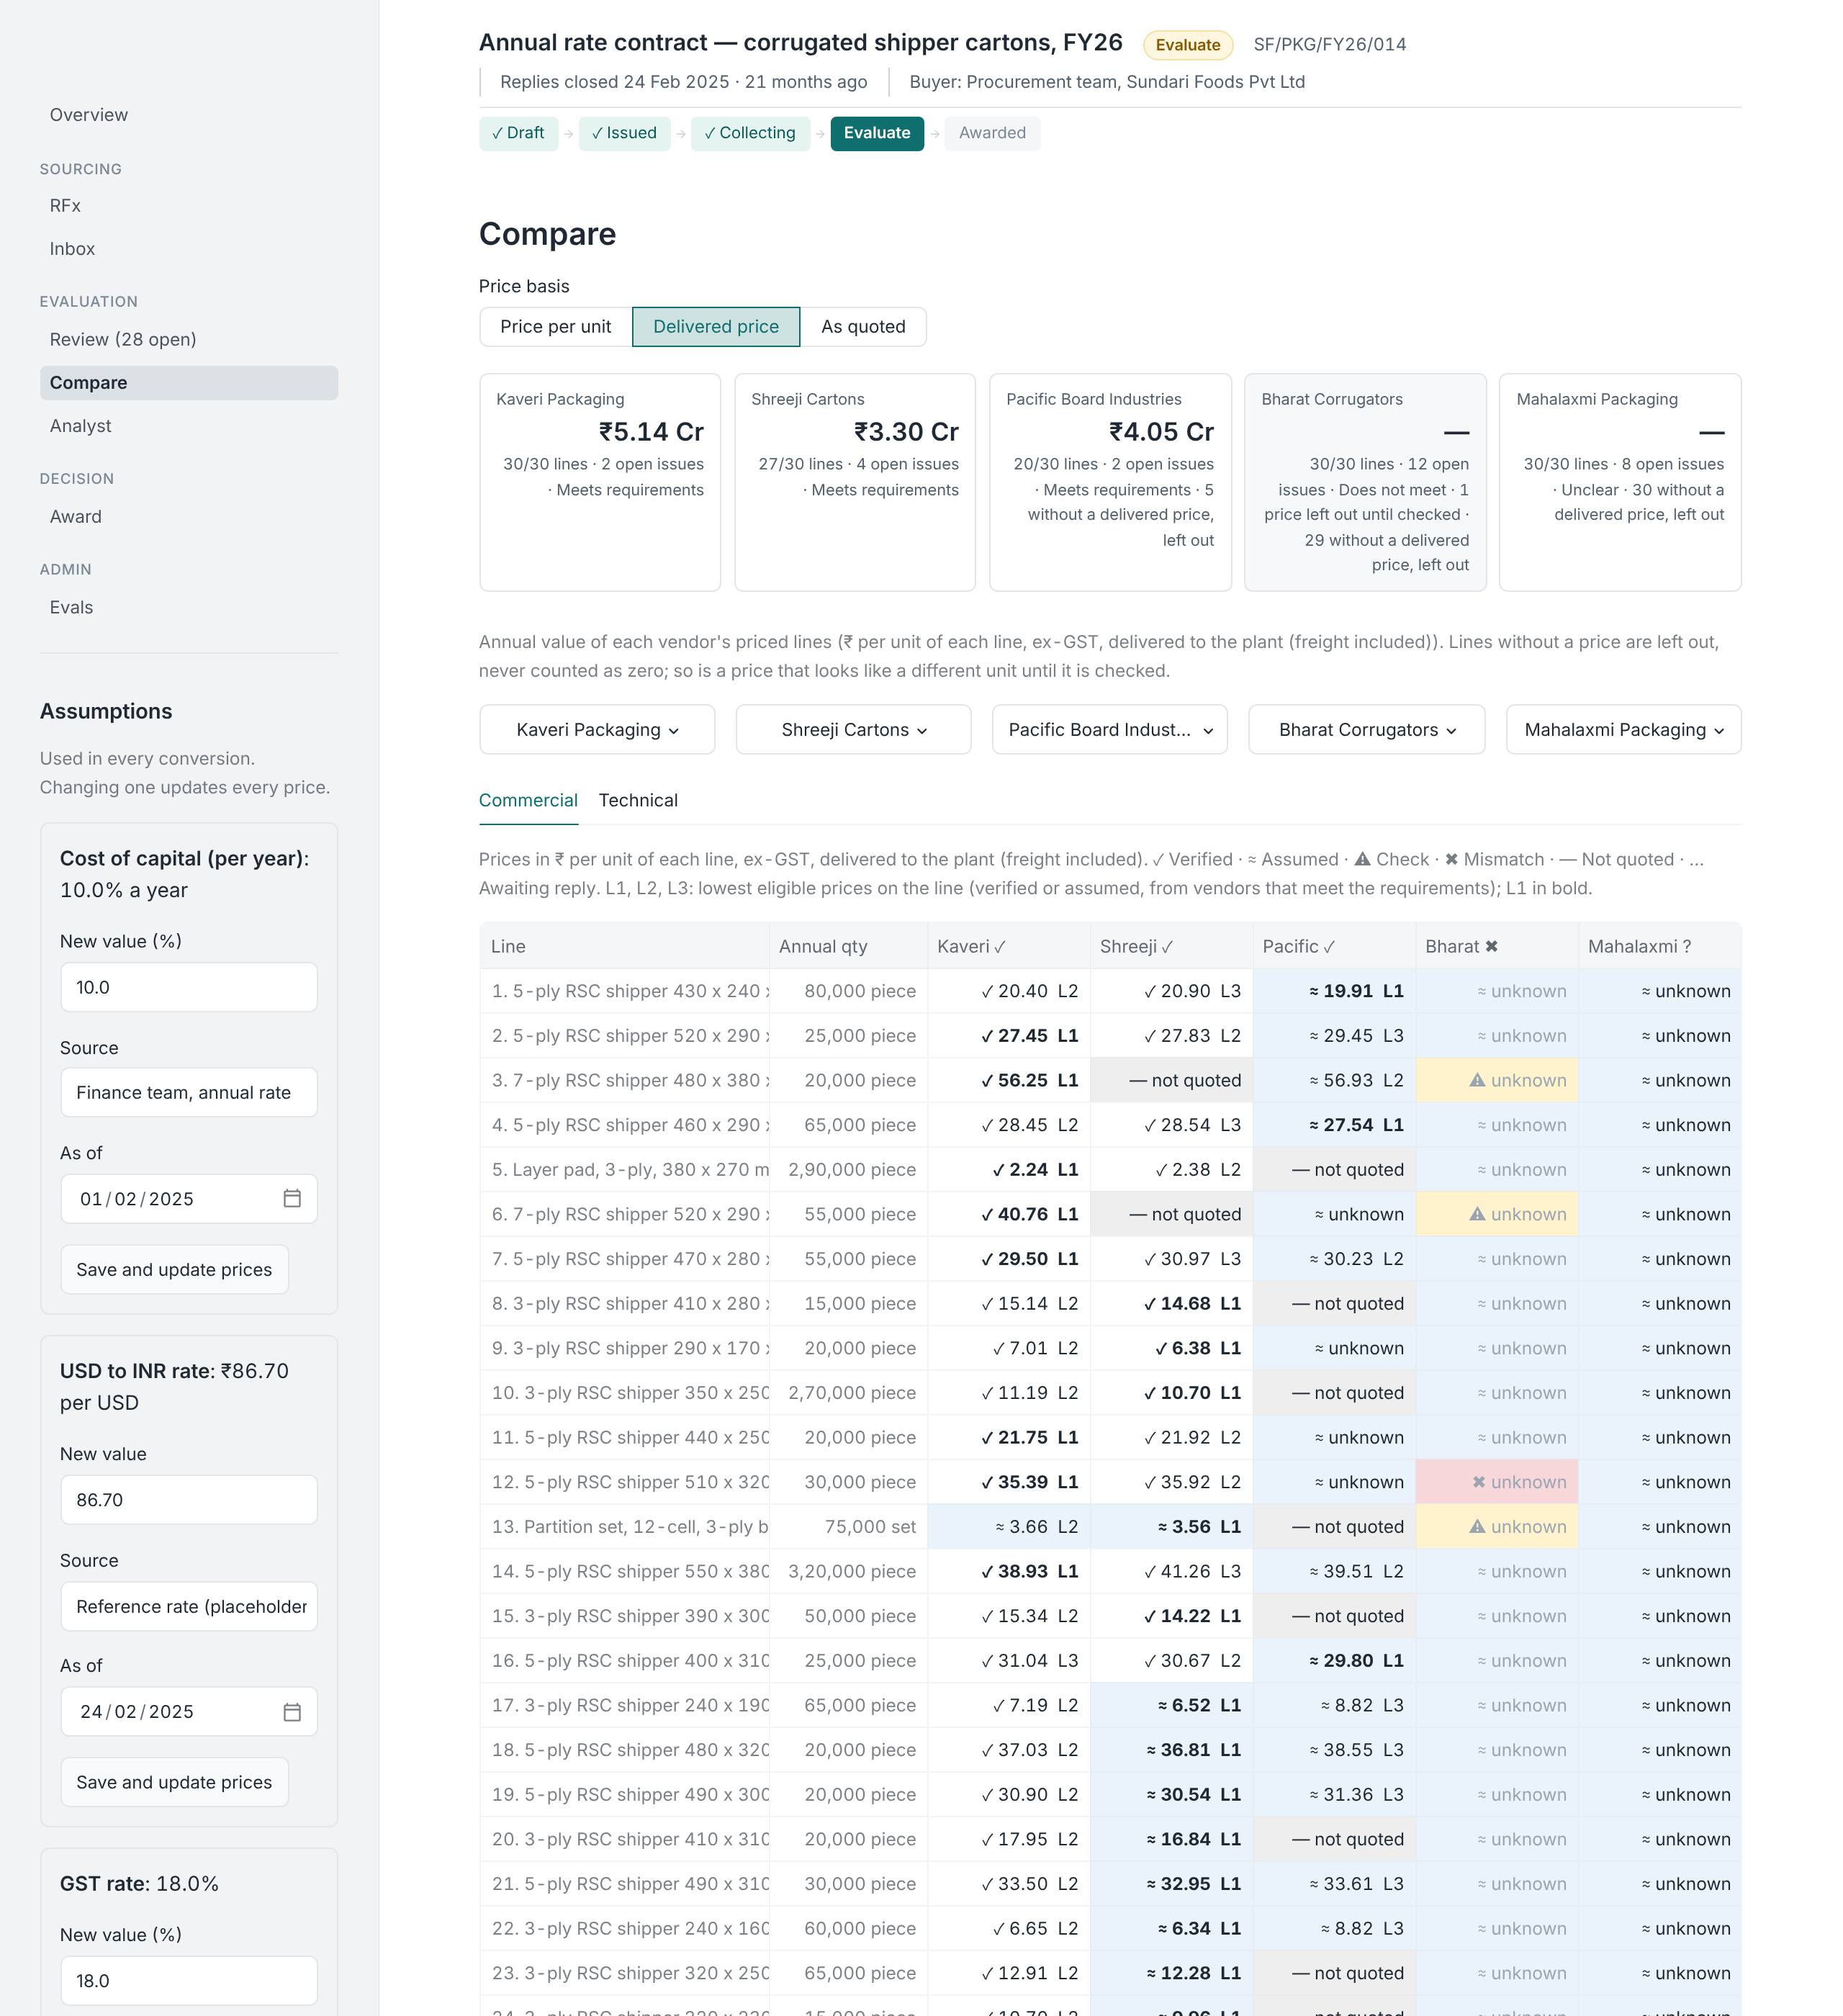 Overview
SOURCING
RFx
Inbox
EVALUATION
Review (28 open)
Compare
Analyst
DECISION
Award
ADMIN
Evals
Assumptions
Used in every conversion.
Changing one updates every price.
Cost of capital (per year):
10.0% a year
New value (%)
10.0
Source
Finance team, annual rate
As of
01/02/2025
Save and update prices
USD to INR rate: ₹86.70
per USD
New value
86.70
Source
Reference rate (placeholder
As of
24/02/2025
Save and update prices
GST rate: 18.0%
New value (%)
18.0
Annual rate contract — corrugated shipper cartons, FY26 Evaluate SF/PKG/FY26/014
Replies closed 24 Feb 2025 · 21 months ago Buyer: Procurement team, Sundari Foods Pvt Ltd
✓ Draft → ✓ Issued → ✓ Collecting → Evaluate → Awarded
Compare
Price basis
Price per unit Delivered price As quoted
Kaveri Packaging
₹5.14 Cr
30/30 lines · 2 open issues
· Meets requirements
Shreeji Cartons
₹3.30 Cr
27/30 lines · 4 open issues
· Meets requirements
Pacific Board Industries
₹4.05 Cr
20/30 lines · 2 open issues
· Meets requirements · 5
without a delivered price,
left out
Bharat Corrugators
—
30/30 lines · 12 open
issues · Does not meet · 1
price left out until checked ·
29 without a delivered
price, left out
Mahalaxmi Packaging
—
30/30 lines · 8 open issues
· Unclear · 30 without a
delivered price, left out
Annual value of each vendor's priced lines (₹ per unit of each line, ex-GST, delivered to the plant (freight included)). Lines without a price are left out,
never counted as zero; so is a price that looks like a different unit until it is checked.
Kaveri Packaging Shreeji Cartons Pacific Board Indust... Bharat Corrugators Mahalaxmi Packaging
Commercial Technical
Prices in ₹ per unit of each line, ex-GST, delivered to the plant (freight included). ✓ Verified · ≈ Assumed · ⚠ Check · ✖ Mismatch · — Not quoted · …
Awaiting reply. L1, L2, L3: lowest eligible prices on the line (verified or assumed, from vendors that meet the requirements); L1 in bold.
Line Annual qty Kaveri ✓ Shreeji ✓ Pacific ✓ Bharat ✖ Mahalaxmi ?
1. 5-ply RSC shipper 430 x 240 80,000 piece ✓ 20.40 L2 ✓ 20.90 L3 ≈ 19.91 L1 ≈ unknown ≈ unknown
2. 5-ply RSC shipper 520 x 290 25,000 piece ✓ 27.45 L1 ✓ 27.83 L2 ≈ 29.45 L3 ≈ unknown ≈ unknown
3. 7-ply RSC shipper 480 x 380 20,000 piece ✓ 56.25 L1 — not quoted ≈ 56.93 L2 ⚠ unknown ≈ unknown
4. 5-ply RSC shipper 460 x 290 65,000 piece ✓ 28.45 L2 ✓ 28.54 L3 ≈ 27.54 L1 ≈ unknown ≈ unknown
5. Layer pad, 3-ply, 380 x 270 m 2,90,000 piece ✓ 2.24 L1 ✓ 2.38 L2 — not quoted ≈ unknown ≈ unknown
6. 7-ply RSC shipper 520 x 290 55,000 piece ✓ 40.76 L1 — not quoted ≈ unknown ⚠ unknown ≈ unknown
7. 5-ply RSC shipper 470 x 280 55,000 piece ✓ 29.50 L1 ✓ 30.97 L3 ≈ 30.23 L2 ≈ unknown ≈ unknown
8. 3-ply RSC shipper 410 x 280 15,000 piece ✓ 15.14 L2 ✓ 14.68 L1 — not quoted ≈ unknown ≈ unknown
9. 3-ply RSC shipper 290 x 170 20,000 piece ✓ 7.01 L2 ✓ 6.38 L1 ≈ unknown ≈ unknown ≈ unknown
10. 3-ply RSC shipper 350 x 250 2,70,000 piece ✓ 11.19 L2 ✓ 10.70 L1 — not quoted ≈ unknown ≈ unknown
11. 5-ply RSC shipper 440 x 250 20,000 piece ✓ 21.75 L1 ✓ 21.92 L2 ≈ unknown ≈ unknown ≈ unknown
12. 5-ply RSC shipper 510 x 320 30,000 piece ✓ 35.39 L1 ✓ 35.92 L2 ≈ unknown ✖ unknown ≈ unknown
13. Partition set, 12-cell, 3-ply b 75,000 set ≈ 3.66 L2 ≈ 3.56 L1 — not quoted ⚠ unknown ≈ unknown
14. 5-ply RSC shipper 550 x 380 3,20,000 piece ✓ 38.93 L1 ✓ 41.26 L3 ≈ 39.51 L2 ≈ unknown ≈ unknown
15. 3-ply RSC shipper 390 x 300 50,000 piece ✓ 15.34 L2 ✓ 14.22 L1 — not quoted ≈ unknown ≈ unknown
16. 5-ply RSC shipper 400 x 310 25,000 piece ✓ 31.04 L3 ✓ 30.67 L2 ≈ 29.80 L1 ≈ unknown ≈ unknown
17. 3-ply RSC shipper 240 x 190 65,000 piece ✓ 7.19 L2 ≈ 6.52 L1 ≈ 8.82 L3 ≈ unknown ≈ unknown
18. 5-ply RSC shipper 480 x 320 20,000 piece ✓ 37.03 L2 ≈ 36.81 L1 ≈ 38.55 L3 ≈ unknown ≈ unknown
19. 5-ply RSC shipper 490 x 300 20,000 piece ✓ 30.90 L2 ≈ 30.54 L1 ≈ 31.36 L3 ≈ unknown ≈ unknown
20. 3-ply RSC shipper 410 x 310 20,000 piece ✓ 17.95 L2 ≈ 16.84 L1 — not quoted ≈ unknown ≈ unknown
21. 5-ply RSC shipper 490 x 310 30,000 piece ✓ 33.50 L2 ≈ 32.95 L1 ≈ 33.61 L3 ≈ unknown ≈ unknown
22. 3-ply RSC shipper 240 x 160 60,000 piece ✓ 6.65 L2 ≈ 6.34 L1 ≈ 8.82 L3 ≈ unknown ≈ unknown
23. 3-ply RSC shipper 320 x 250 65,000 piece ✓ 12.91 L2 ≈ 12.28 L1 — not quoted ≈ unknown ≈ unknown